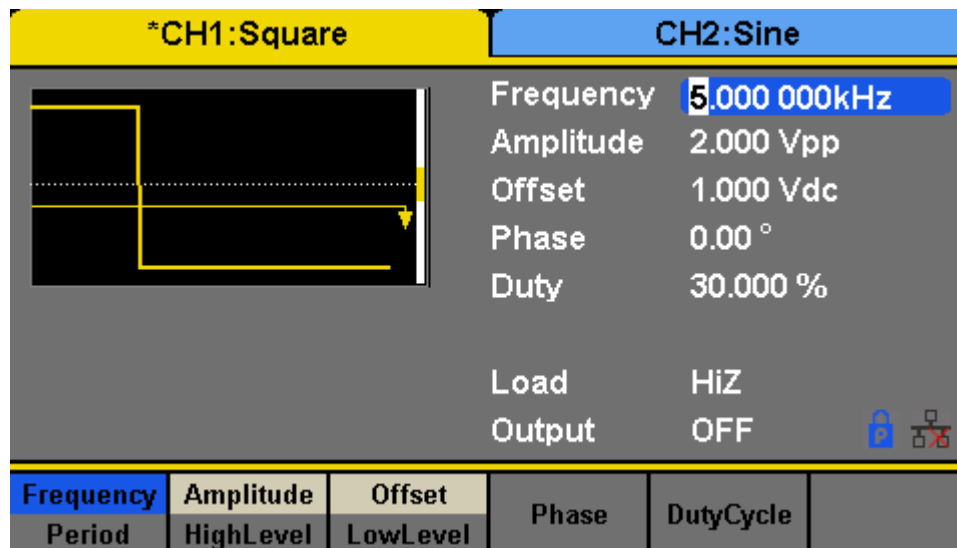 *CH1:Square CH2:Sine
Frequency 5.000 000kHz
Amplitude 2.000 Vpp
Offset 1.000 Vdc
Phase 0.00 °
Duty 30.000 %
Load HiZ
Output OFF
P
Frequency Amplitude Offset Phase DutyCycle
Period HighLevel LowLevel